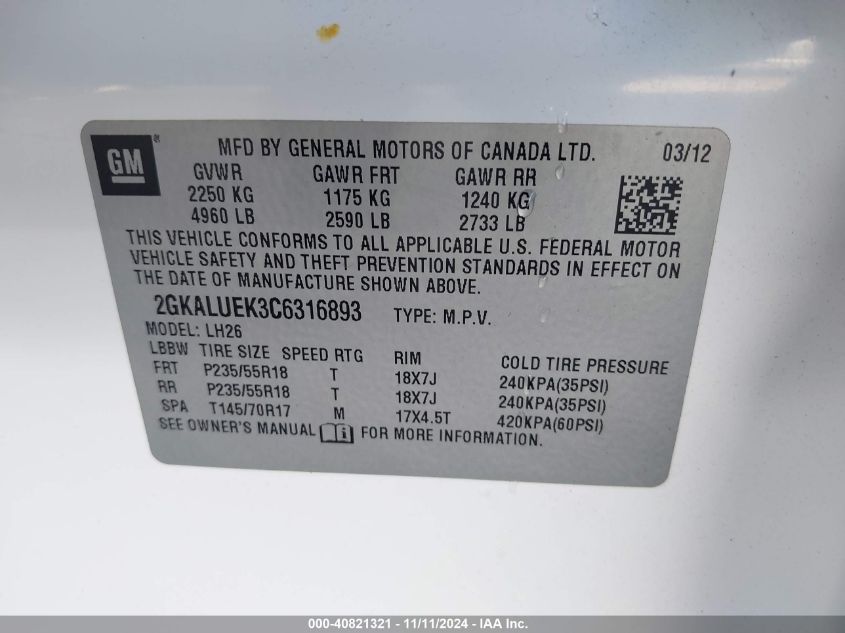 GM ® MFD BY GENERAL MOTORS OF CANADA LTD. 03/12
GVWR GAWR FRT GAWR RR
2250 KG 1175 KG 1240 KG
4960 LB 2590 LB 2733 LB
THIS VEHICLE CONFORMS TO ALL APPLICABLE U.S. FEDERAL MOTOR
VEHICLE SAFETY AND THEFT PREVENTION STANDARDS IN EFFECT ON
THE DATE OF MANUFACTURE SHOWN ABOVE.
2GKALUEK3C6316893 TYPE: M.P.V.
MODEL: LH26
LBBW TIRE SIZE SPEED RTG RIM COLD TIRE PRESSURE
FRT P235/55R18 T 18X7J 240KPA(35PSI)
RR P235/55R18 T 18X7J 240KPA(35PSI)
SPA T145/70R17 M 17X4.5T 420KPA(60PSI)
SEE OWNER'S MANUAL FOR MORE INFORMATION.
000-40821321 - 11/11/2024 - IAAI.com